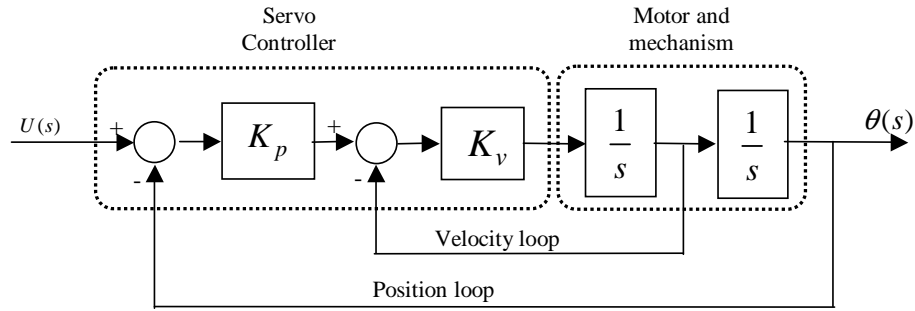 Servo
Controller
Motor and
mechanism
U(s)
+
-
K_p
+
-
K_v
1
s
1
s
θ(s)
Velocity loop
Position loop